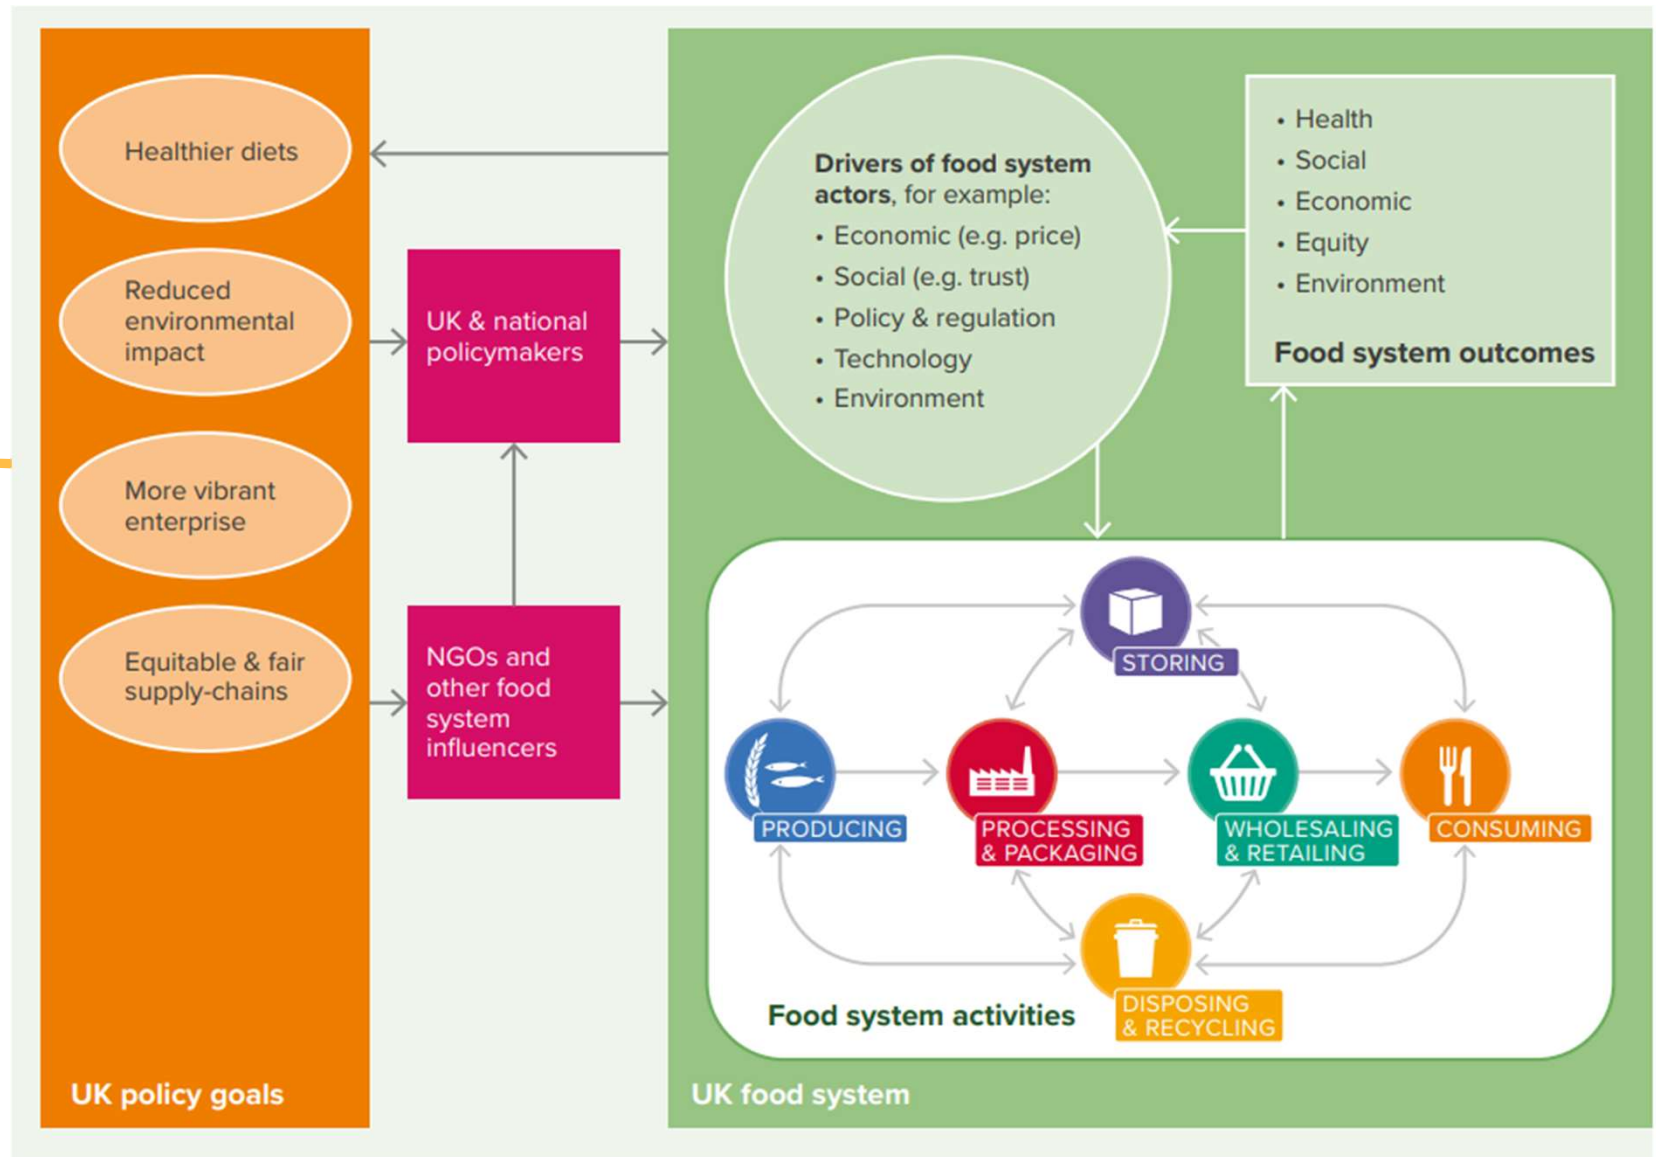 Healthier diets
Reduced
environmental
impact
More vibrant
enterprise
Equitable & fair
supply-chains
UK policy goals
UK & national
policymakers
NGOs and
other food
system
influencers
Drivers of food system
actors, for example:
• Economic (e.g. price)
• Social (e.g. trust)
• Policy & regulation
• Technology
• Environment
• Health
• Social
• Economic
• Equity
• Environment
Food system outcomes
STORING
PRODUCING
PROCESSING
& PACKAGING
WHOLESALING
& RETAILING
CONSUMING
DISPOSING
& RECYCLING
Food system activities
UK food system